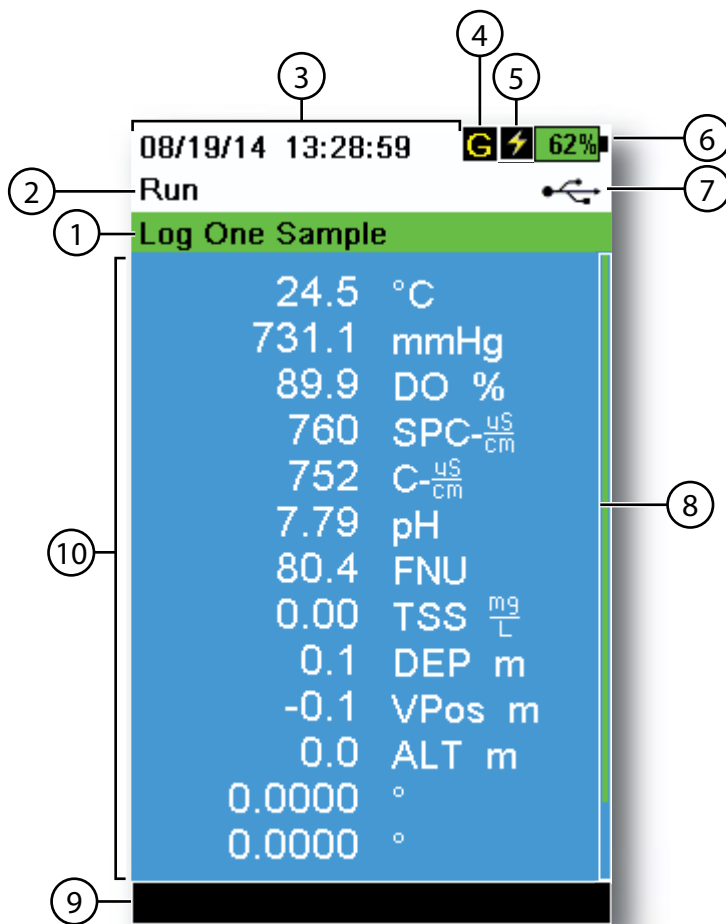 3
4
5
08/19/14 13:28:59 G 62%
6
2
Run
7
1
Log One Sample
24.5 °C
731.1 mmHg
89.9 DO %
760 SPC-uS/cm
752 C-uS/cm
7.79 pH
8
10
80.4 FNU
0.00 TSS mg/L
0.1 DEP m
-0.1 VPos m
0.0 ALT m
0.0000 °
0.0000 °
9